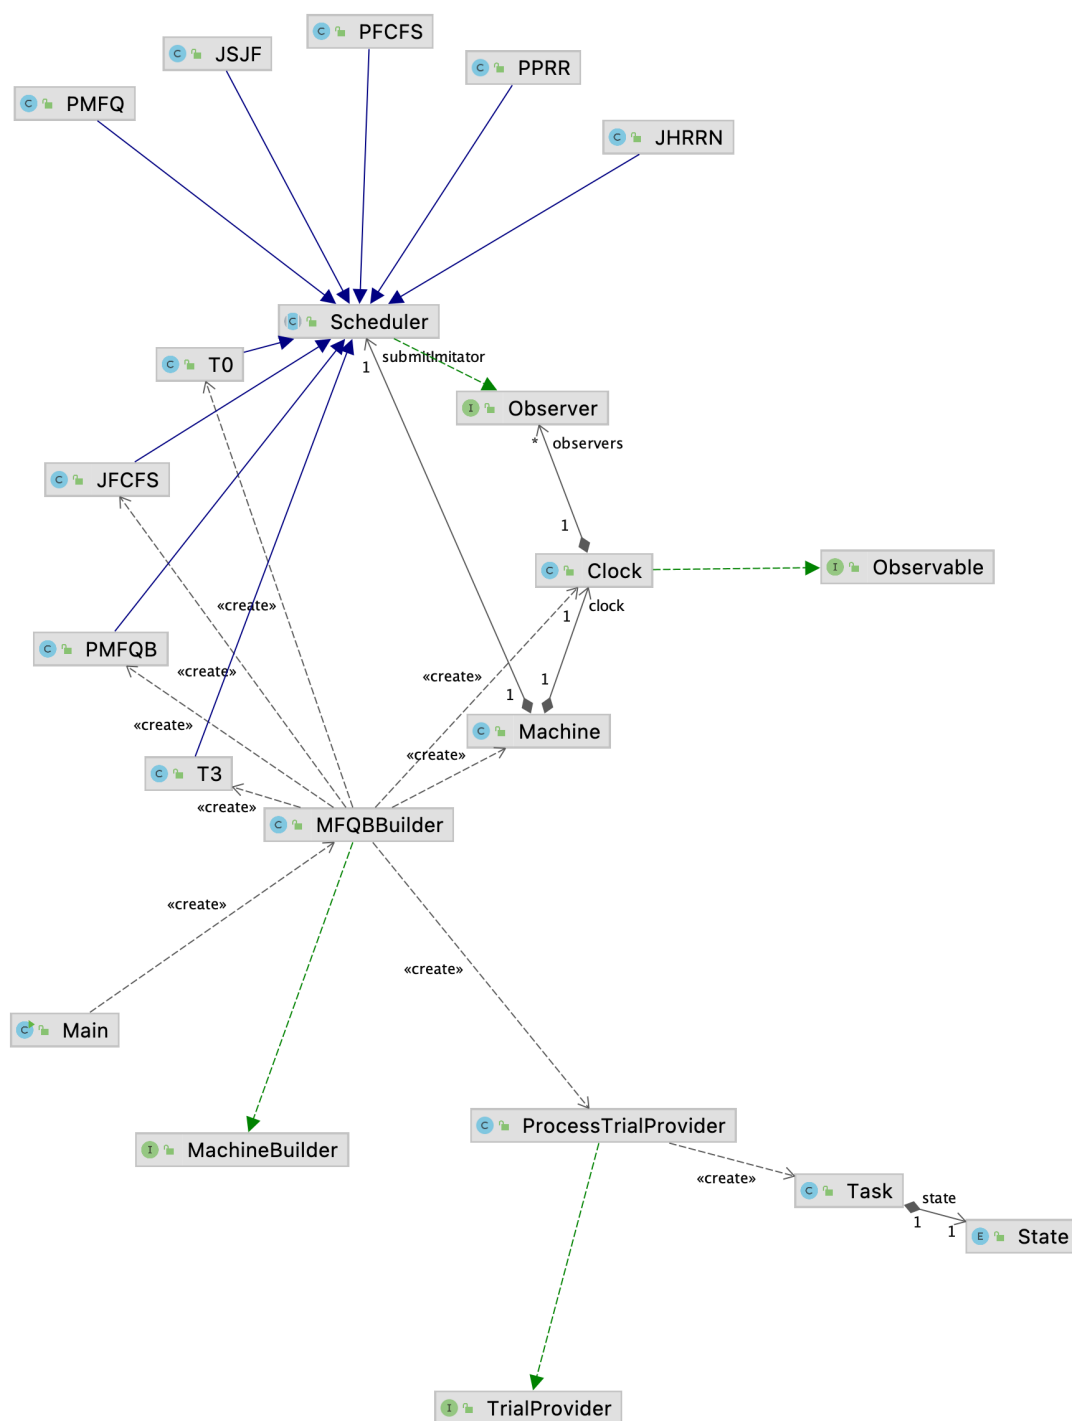 PFCFS
JSJF
PPRR
PMFQ
JHRRN
Scheduler
submitImitator
1
T0
Observer
*
observers
JFCFS
1
Clock
Observable
«create»
1
clock
PMFQB
«create»
«create»
1
1
«create»
Machine
«create»
T3
«create»
MFQBBuilder
«create»
«create»
Main
ProcessTrialProvider
MachineBuilder
«create»
Task
state
1
1
State
TrialProvider